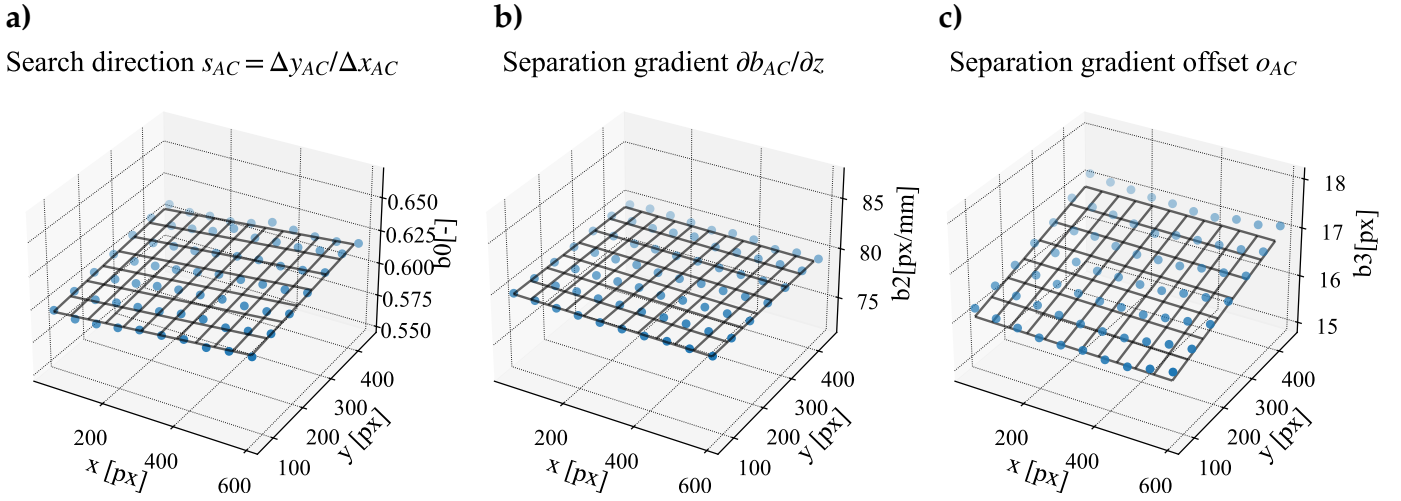 a)
Search direction s_AC = Δy_AC/Δx_AC
0.650
0.625
0.600
0.575
0.550
b0[-]
200
400
600
x [px]
100
200
300
400
y [px]
b)
Separation gradient ∂b_AC/∂z
85
80
75
b2[px/mm]
200
400
600
x [px]
100
200
300
400
y [px]
c)
Separation gradient offset o_AC
18
17
16
15
b3[px]
200
400
600
x [px]
100
200
300
400
y [px]